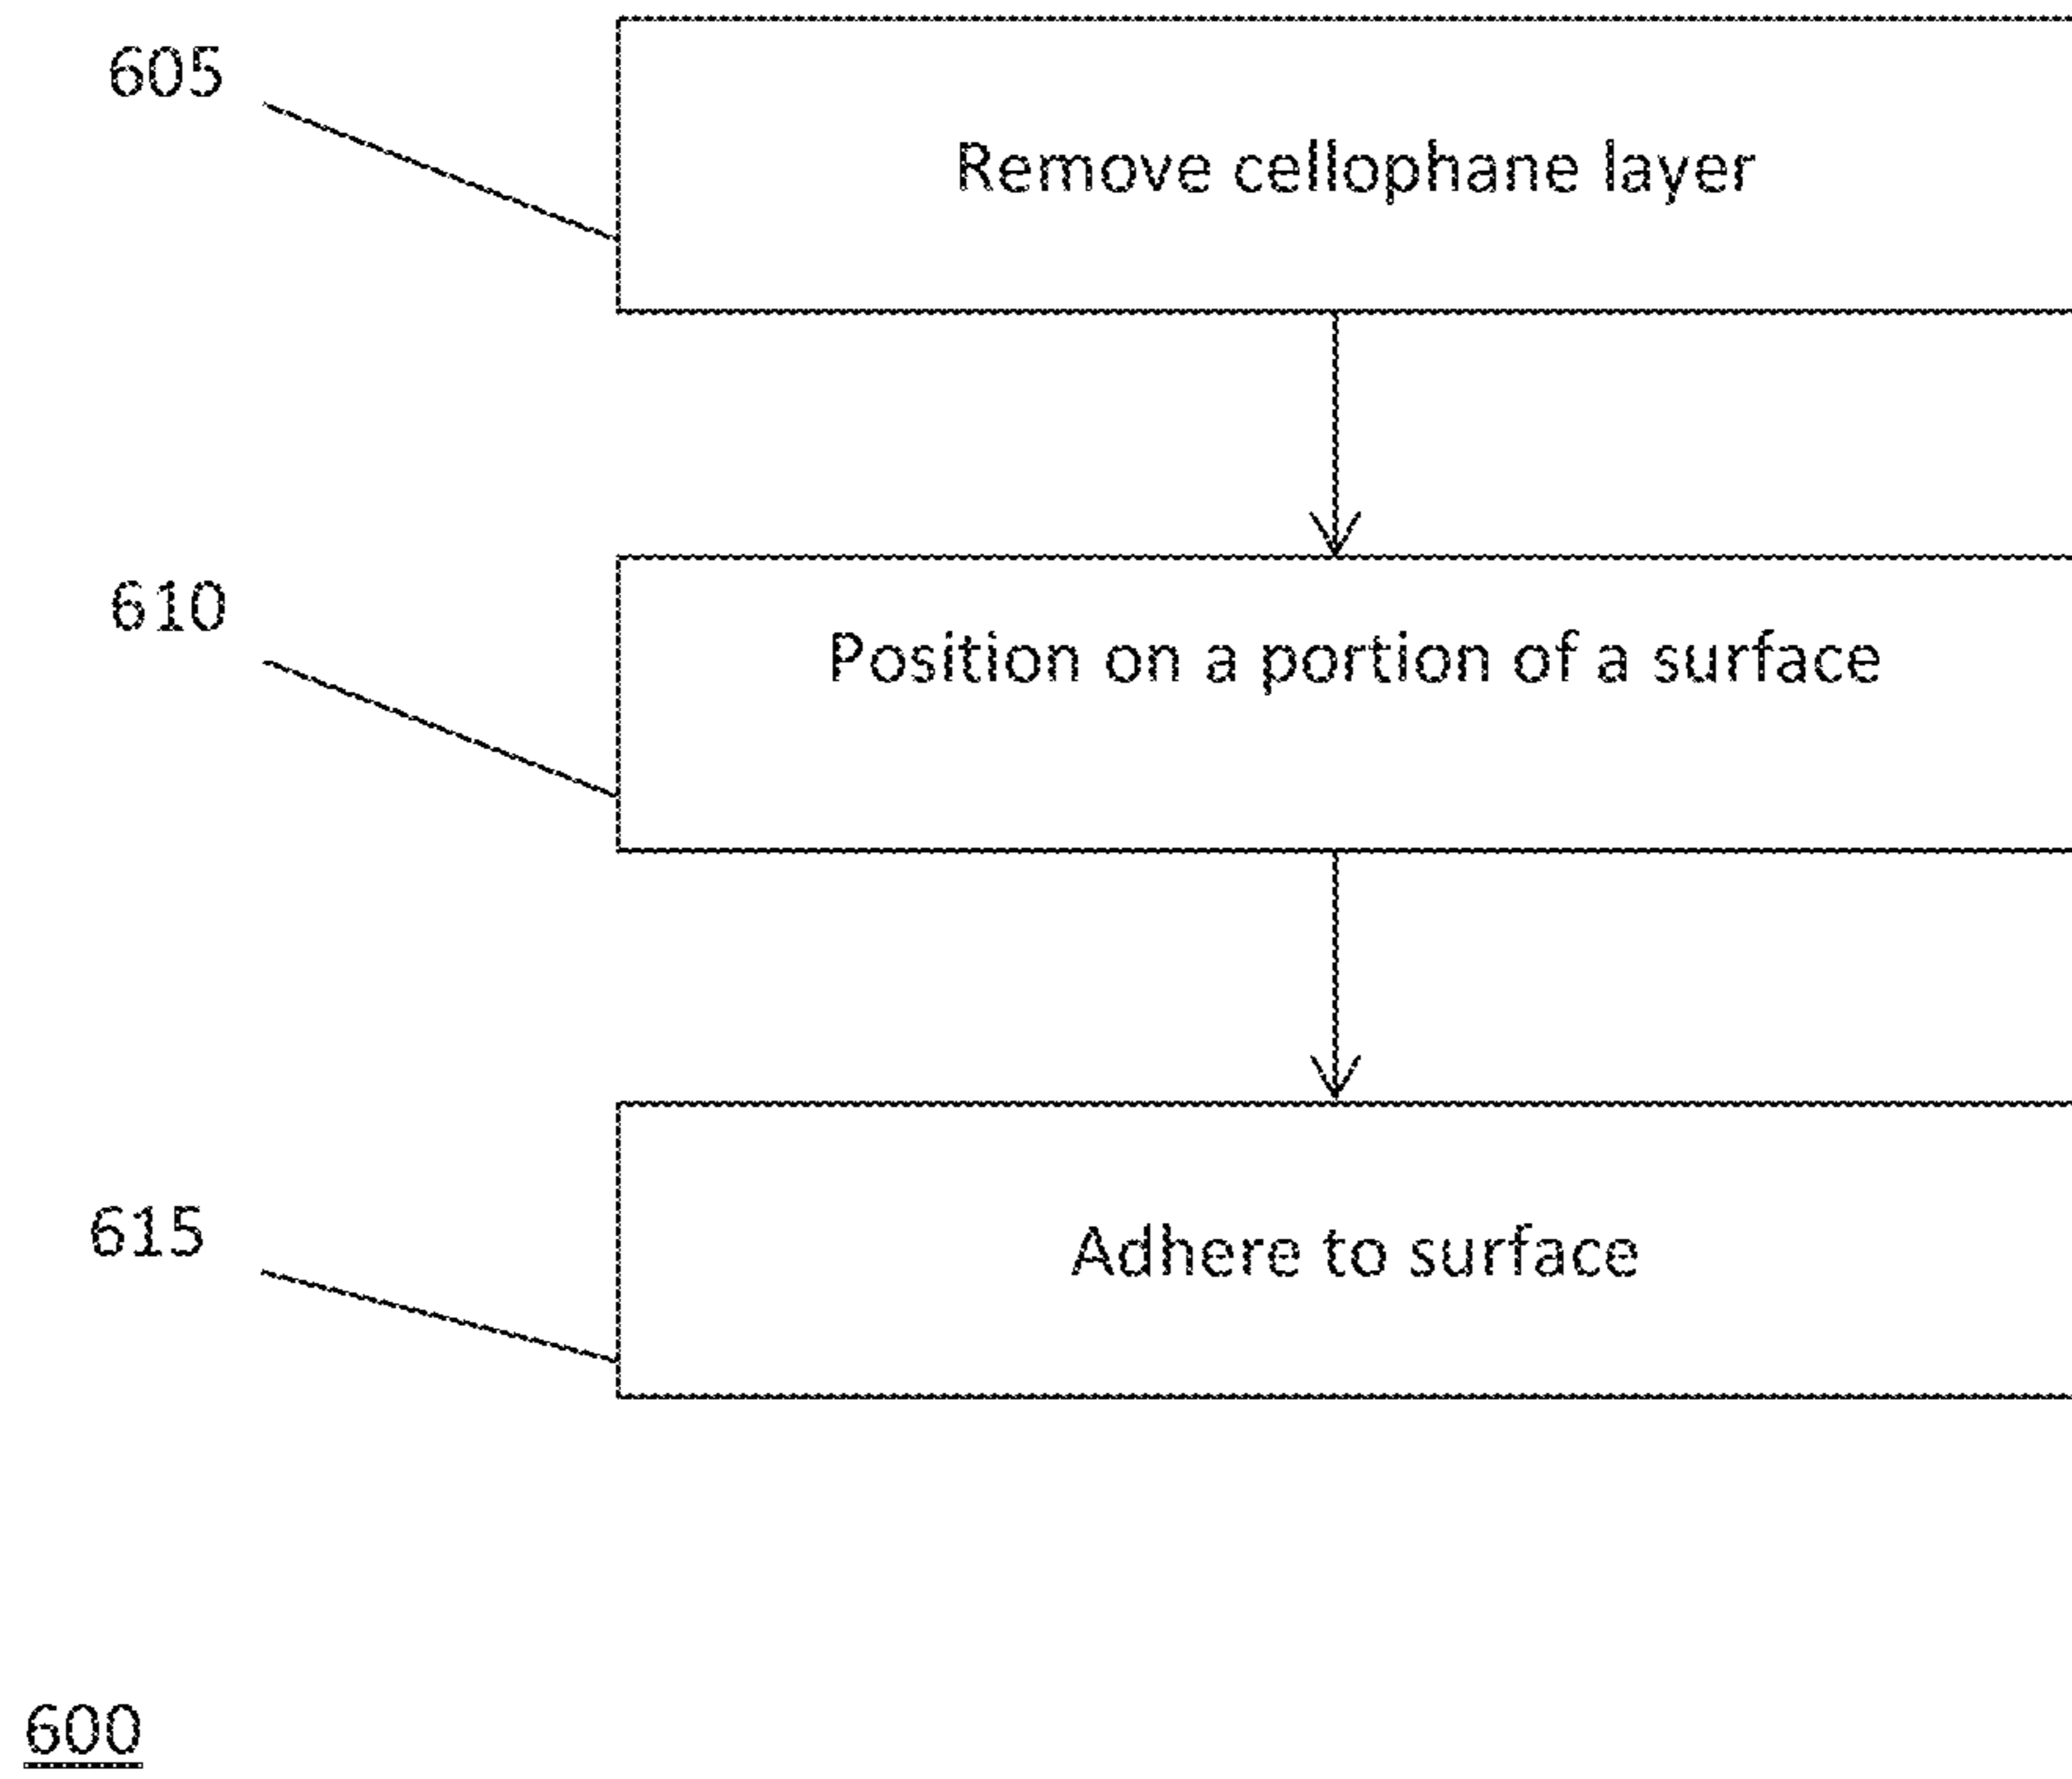 605
Remove cellophane layer
610
Position on a portion of a surface
615
Adhere to surface
600